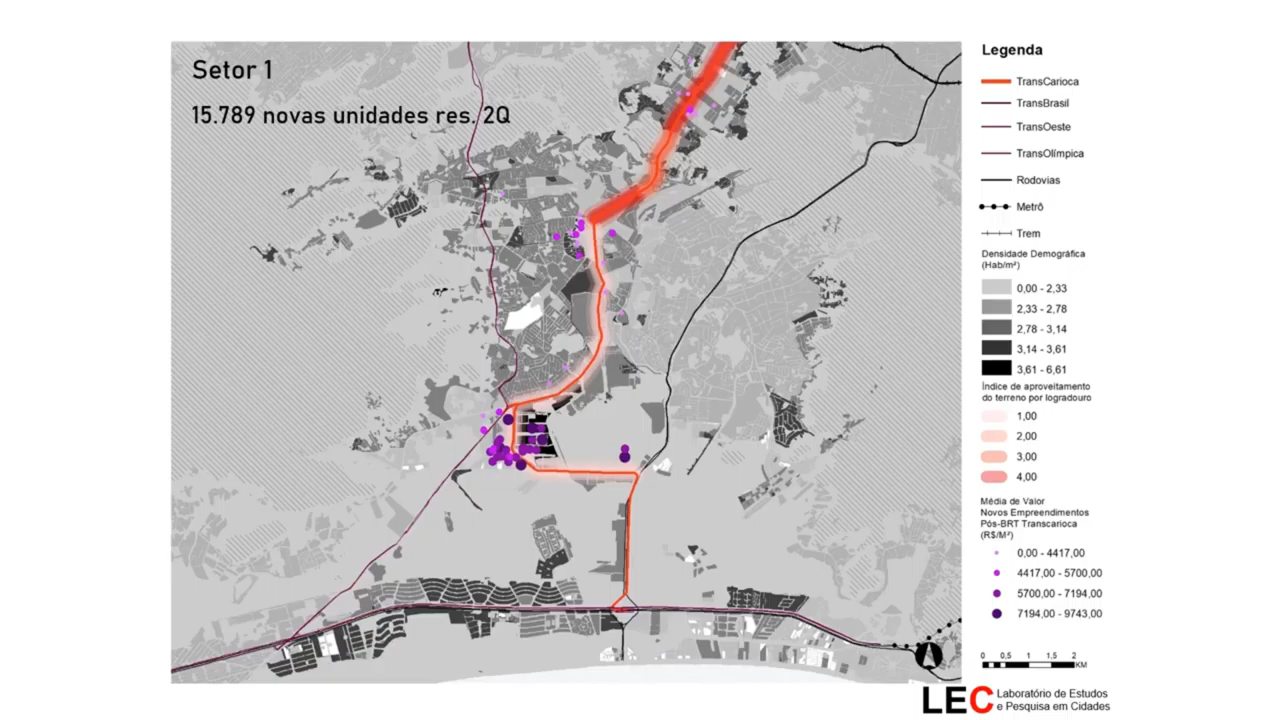 Setor 1
15.789 novas unidades res. 2Q
Legenda
TransCarioca
TransBrasil
TransOeste
TransOlímpica
Rodovias
Metrô
Trem
Densidade Demográfica
(Hab/m²)
0,00 - 2,33
2,33 - 2,78
2,78 - 3,14
3,14 - 3,61
3,61 - 6,61
Índice de aproveitamento
do terreno por logradouro
1,00
2,00
3,00
4,00
Média de Valor
Novos Empreendimentos
Pós-BRT Transcarioca
(R$/M²)
0,00 - 4417,00
4417,00 - 5700,00
5700,00 - 7194,00
7194,00 - 9743,00
0 0,5 1 1,5 2
KM
LEC Laboratório de Estudos
e Pesquisa em Cidades